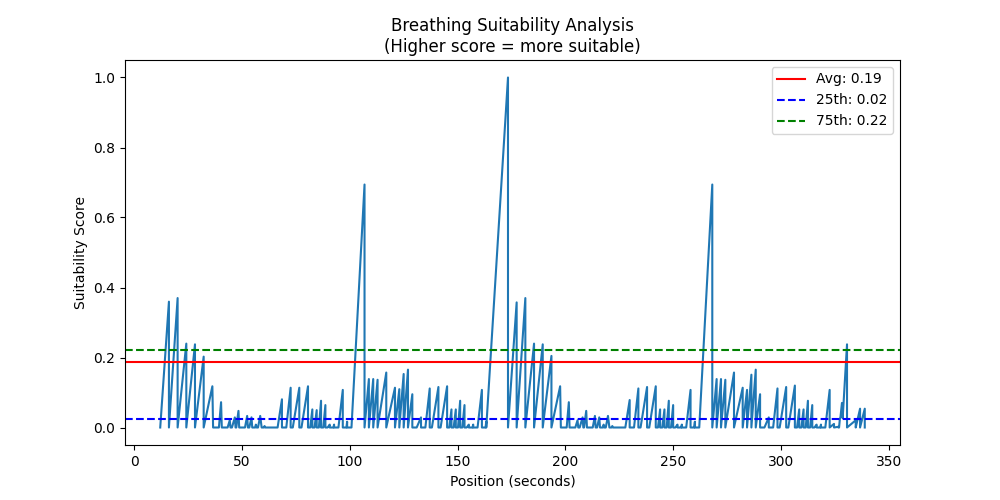 Breathing Suitability Analysis
(Higher score = more suitable)
Avg: 0.19
25th: 0.02
75th: 0.22
1.0
0.8
0.6
0.4
0.2
0.0
Suitability Score
0 50 100 150 200 250 300 350
Position (seconds)